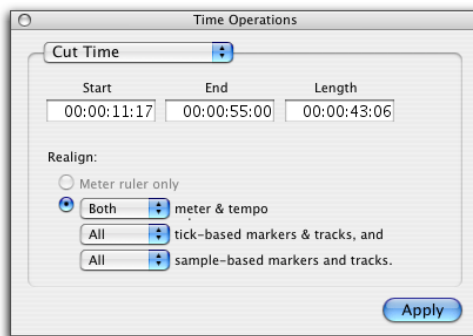 Time Operations
Cut Time
Start End Length
00:00:11:17 00:00:55:00 00:00:43:06
Realign:
Meter ruler only
Both meter & tempo
All tick-based markers & tracks, and
All sample-based markers and tracks.
Apply